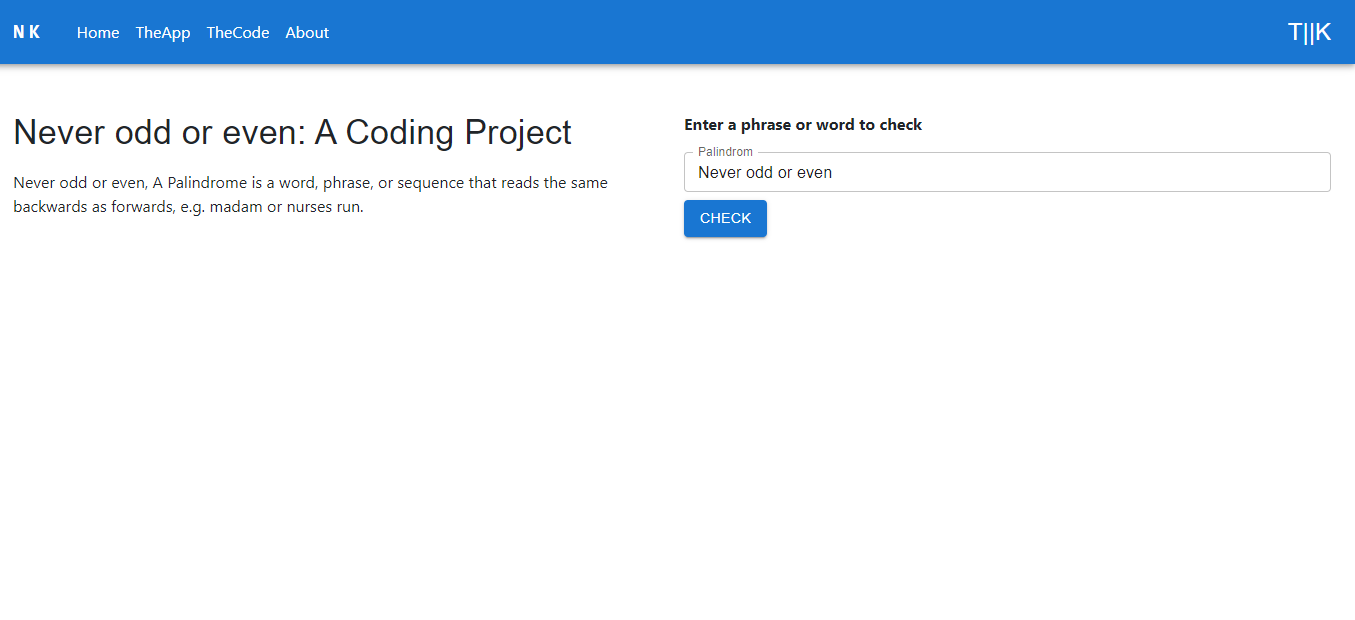 N K Home TheApp TheCode About T||K
Never odd or even: A Coding Project
Never odd or even, A Palindrome is a word, phrase, or sequence that reads the same
backwards as forwards, e.g. madam or nurses run.
Enter a phrase or word to check
Palindrom
Never odd or even
CHECK